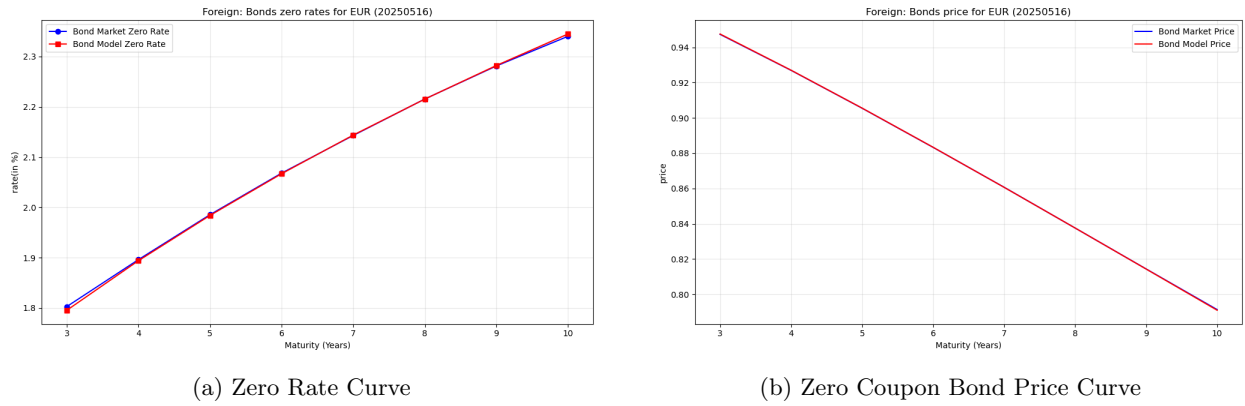 Foreign: Bonds zero rates for EUR (20250516)
Bond Market Zero Rate
Bond Model Zero Rate
rate(in %)
2.3
2.2
2.1
2.0
1.9
1.8
3 4 5 6 7 8 9 10
Maturity (Years)
(a) Zero Rate Curve
Foreign: Bonds price for EUR (20250516)
Bond Market Price
Bond Model Price
price
0.94
0.92
0.90
0.88
0.86
0.84
0.82
0.80
3 4 5 6 7 8 9 10
Maturity (Years)
(b) Zero Coupon Bond Price Curve